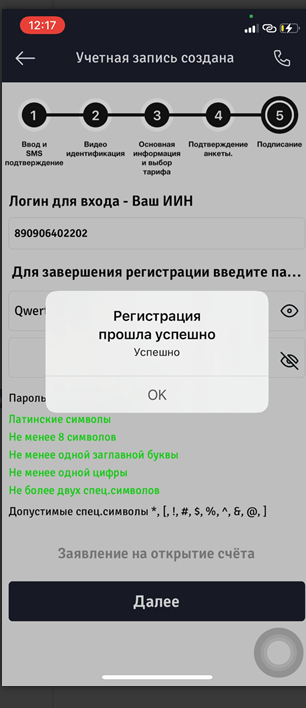 12:17
Учетная запись создана
1 2 3 4 5
Ввод и SMS подтверждение
Видео идентификация
Основная информация и выбор тарифа
Подтверждение анкеты.
Подписание
Логин для входа - Ваш ИИН
890906402202
Для завершения регистрации введите па...
Qwer
Регистрация
прошла успешно
Успешно
OK
Пароль
Латинские символы
Не менее 8 символов
Не менее одной заглавной буквы
Не менее одной цифры
Не более двух спец.символов
Допустимые спец.символы *, [, !, #, $, %, ^, &, @, ]
Заявление на открытие счёта
Далее